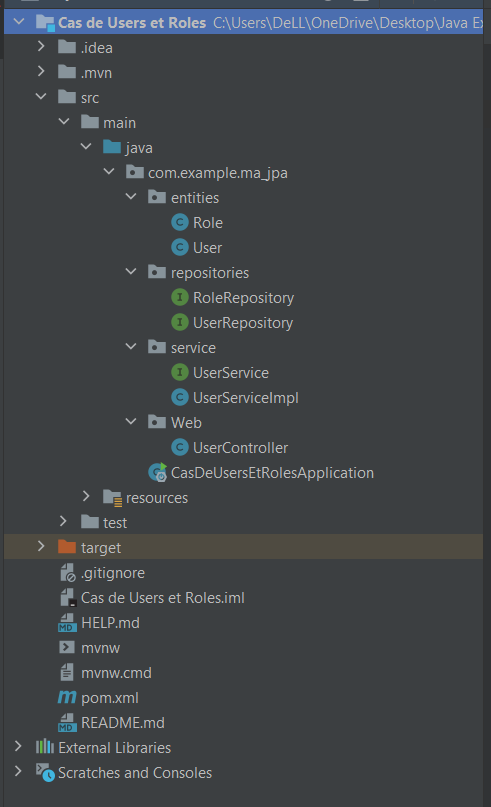 Cas de Users et Roles C:\Users\DeLL\OneDrive\Desktop\Java Ex
.idea
.mvn
src
main
java
com.example.ma_jpa
entities
C Role
C User
repositories
I RoleRepository
I UserRepository
service
I UserService
C UserServiceImpl
Web
C UserController
CasDeUsersEtRolesApplication
resources
test
target
.gitignore
Cas de Users et Roles.iml
MD HELP.md
mvnw
mvnw.cmd
m pom.xml
MD README.md
External Libraries
Scratches and Consoles